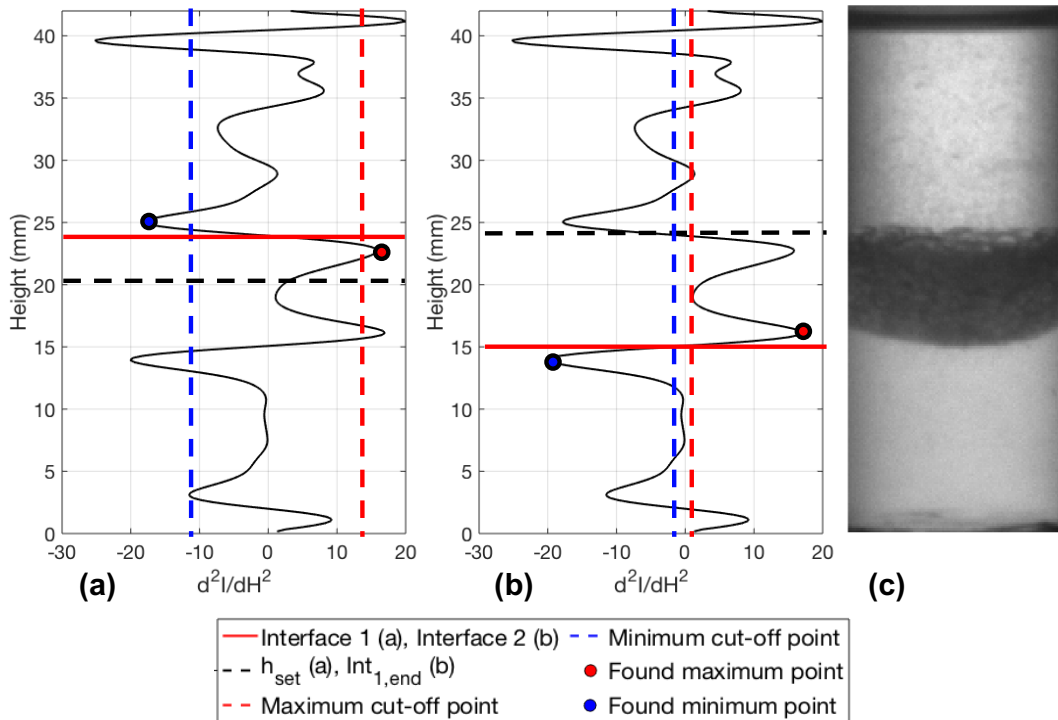 40
35
30
25
20
15
10
5
0
Height (mm)
-30 -20 -10 0 10 20
d²I/dH²
(a)
40
35
30
25
20
15
10
5
0
Height (mm)
-30 -20 -10 0 10 20
d²I/dH²
(b)
(c)
Interface 1 (a), Interface 2 (b)
h_set (a), Int_1,end (b)
Maximum cut-off point
Minimum cut-off point
Found maximum point
Found minimum point